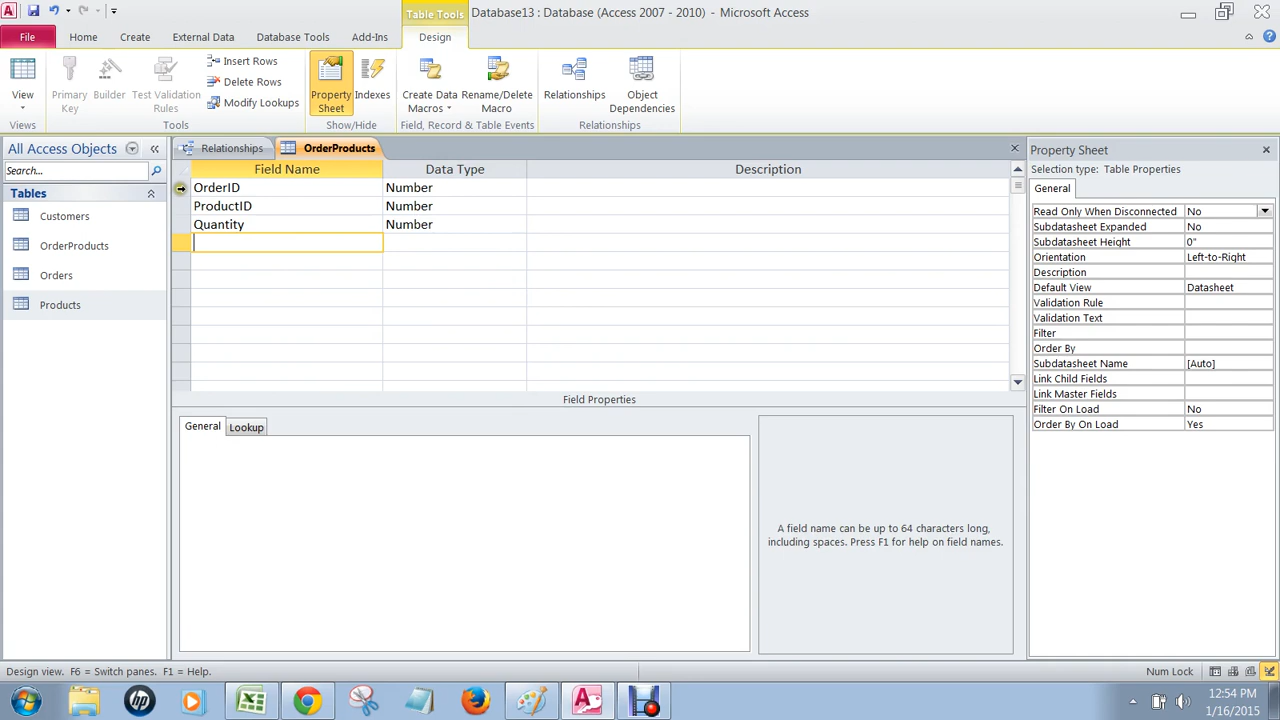 Table Tools
Database13 : Database (Access 2007 - 2010) - Microsoft Access
File
Home
Create
External Data
Database Tools
Add-Ins
Design
View
Primary Key
Builder
Test Validation Rules
Insert Rows
Delete Rows
Modify Lookups
Property Sheet
Indexes
Create Data Macros
Rename/Delete Macro
Relationships
Object Dependencies
Views
Tools
Show/Hide
Field, Record & Table Events
Relationships
All Access Objects
Search...
Tables
Customers
OrderProducts
Orders
Products
Relationships
OrderProducts
Field Name Data Type Description
OrderID Number
ProductID Number
Quantity Number
Field Properties
General
Lookup
A field name can be up to 64 characters long,
including spaces. Press F1 for help on field names.
Property Sheet
Selection type: Table Properties
General
Read Only When Disconnected No
Subdatasheet Expanded No
Subdatasheet Height 0"
Orientation Left-to-Right
Description
Default View Datasheet
Validation Rule
Validation Text
Filter
Order By
Subdatasheet Name [Auto]
Link Child Fields
Link Master Fields
Filter On Load No
Order By On Load Yes
Design view. F6 = Switch panes. F1 = Help.
Num Lock
12:54 PM
1/16/2015